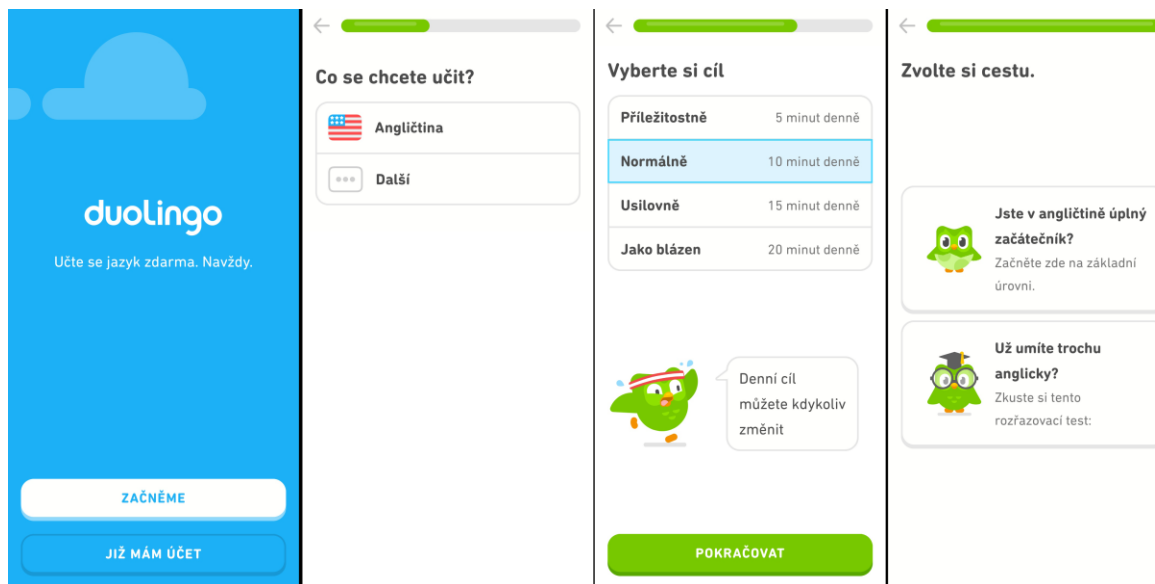 duolingo
Učte se jazyk zdarma. Navždy.
ZAČNĚME
JIŽ MÁM ÚČET
Co se chcete učit?
Angličtina
Další
Vyberte si cíl
Příležitostně 5 minut denně
Normálně 10 minut denně
Usilovně 15 minut denně
Jako blázen 20 minut denně
Denní cíl
můžete kdykoliv
změnit
POKRAČOVAT
Zvolte si cestu.
Jste v angličtině úplný
začátečník?
Začněte zde na základní
úrovni.
Už umíte trochu
anglicky?
Zkuste si tento
rozřazovací test: